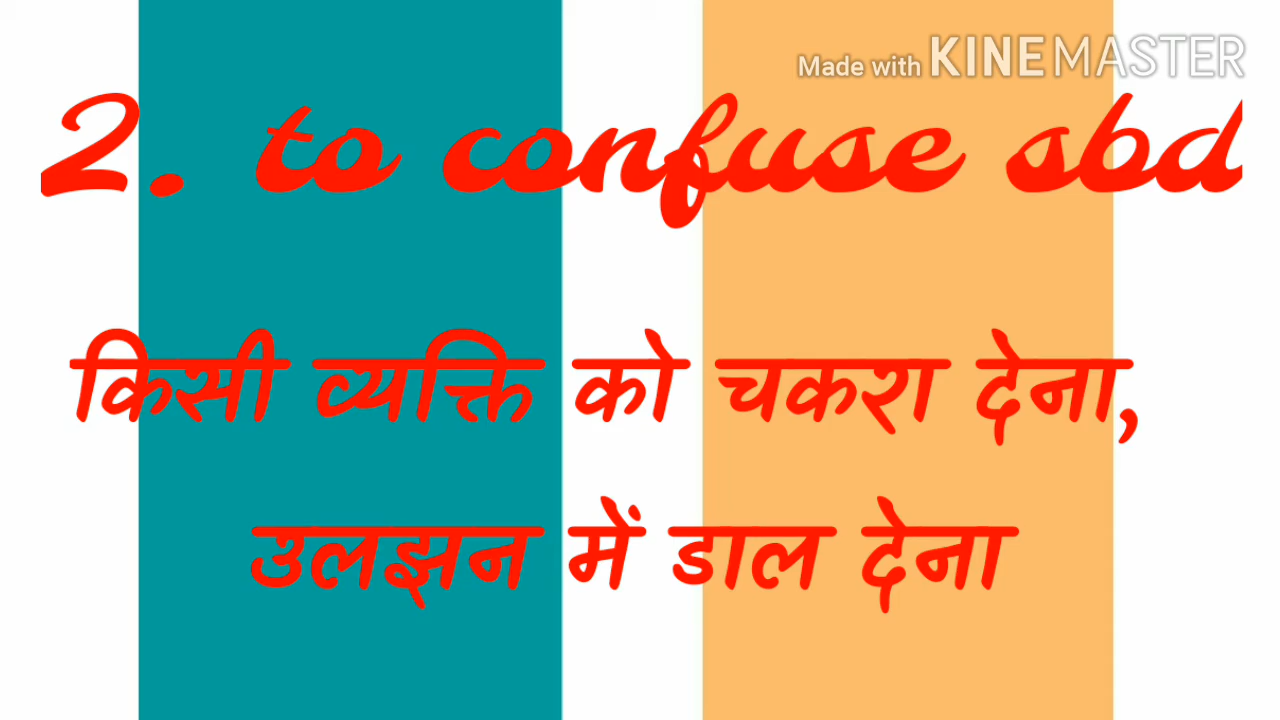 Made with KINEMASTER
2. to confuse sbd
किसी व्यक्ति को चकरा देना,
उलझन में डाल देना